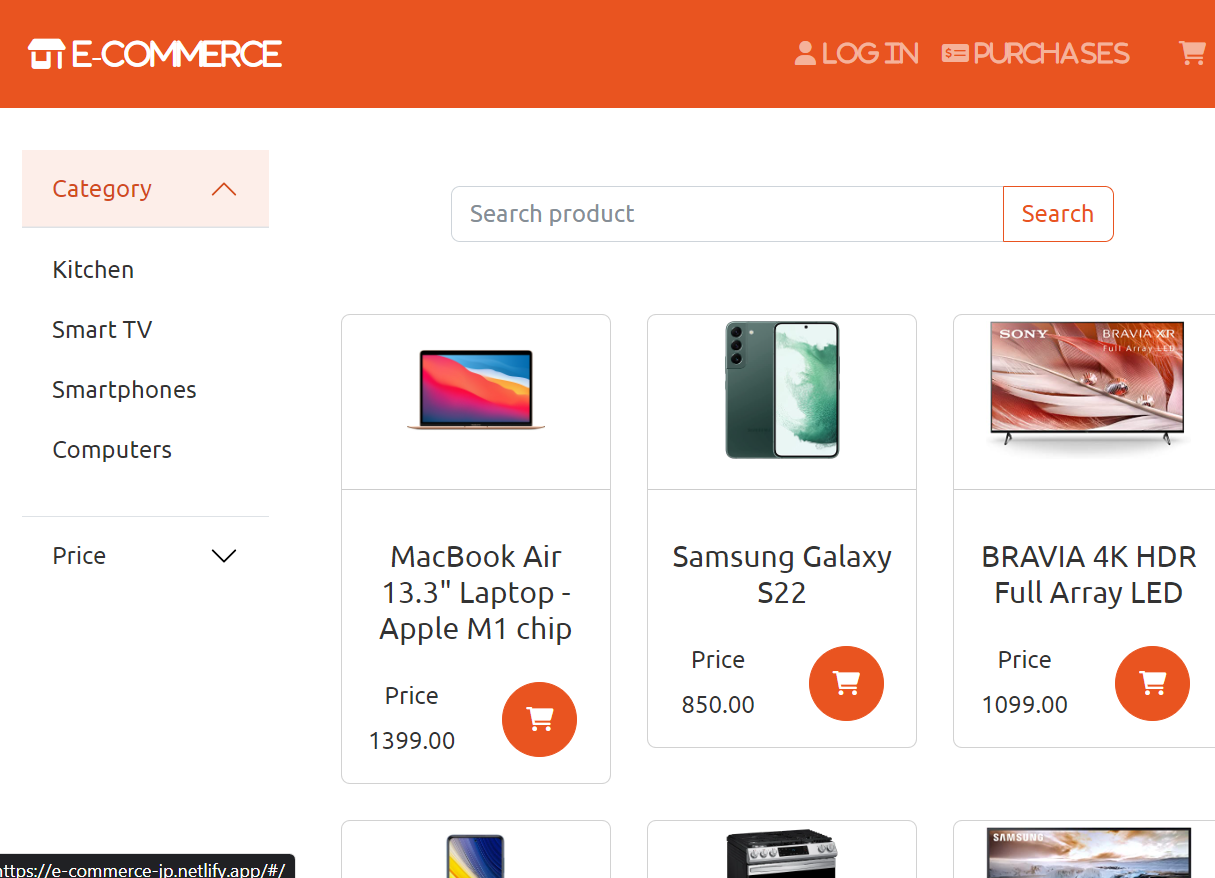 E-COMMERCE
LOG IN
PURCHASES
Category
Kitchen
Smart TV
Smartphones
Computers
Price
Search product
Search
MacBook Air
13.3" Laptop -
Apple M1 chip
Price
1399.00
Samsung Galaxy
S22
Price
850.00
SONY
BRAVIA XR
Full Array LED
BRAVIA 4K HDR
Full Array LED
Price
1099.00
SAMSUNG
https://e-commerce-jp.netlify.app/#/